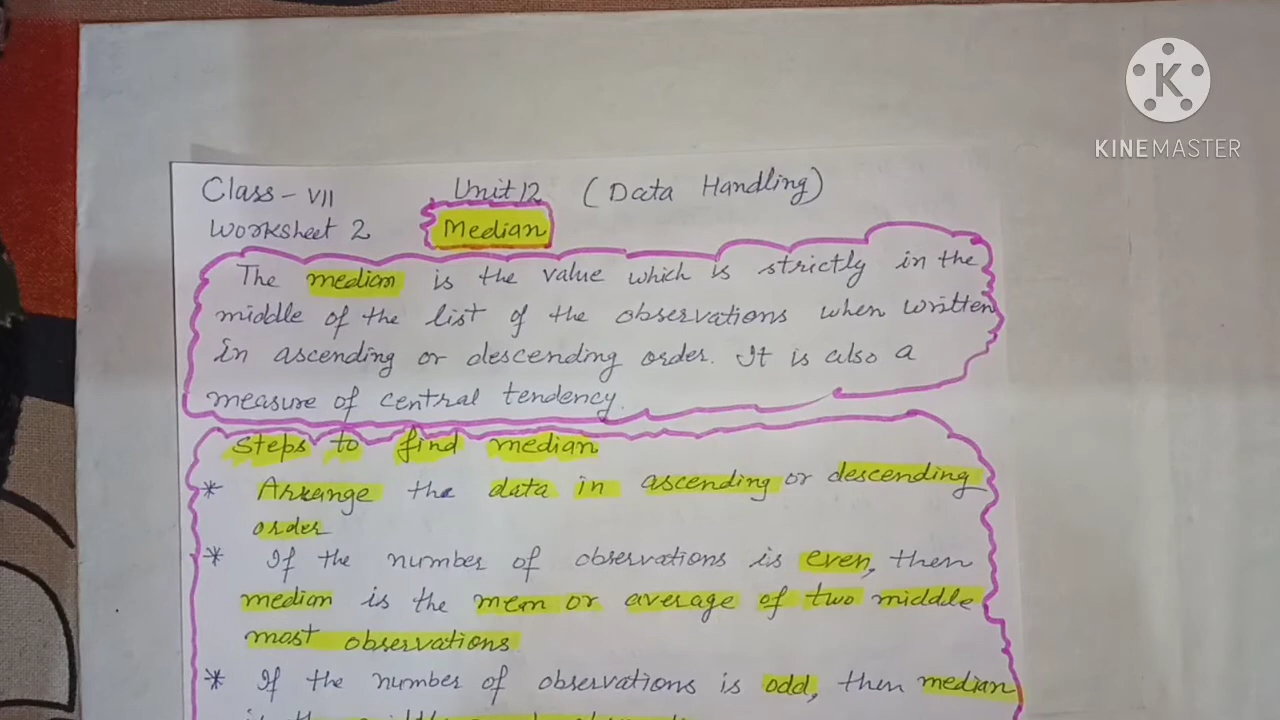 K
KINEMASTER
Class - VII Unit 12 (Data Handling)
Worksheet 2 Median
The median is the value which is strictly in the
middle of the list of the observations when written
in ascending or descending order. It is also a
measure of central tendency.
Steps to find median
* Arrange the data in ascending or descending
order
* If the number of observations is even, then
median is the mean or average of two middle
most observations.
* If the number of observations is odd, then median